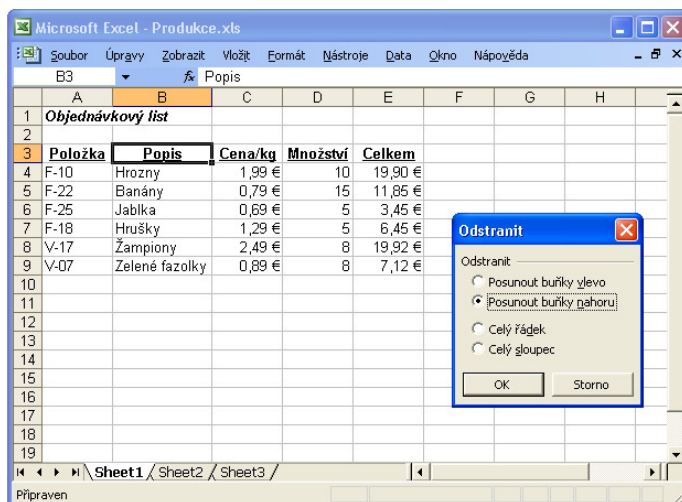 Microsoft Excel - Produkce.xls
Soubor Úpravy Zobrazit Vložit Formát Nástroje Data Okno Nápověda
B3 fx Popis
A B C D E F G H
1 Objednávkový list
2
3 Položka Popis Cena/kg Množství Celkem
4 F-10 Hrozny 1,99 € 10 19,90 €
5 F-22 Banány 0,79 € 15 11,85 €
6 F-25 Jablka 0,69 € 5 3,45 €
7 F-18 Hrušky 1,29 € 5 6,45 €
8 V-17 Žampiony 2,49 € 8 19,92 €
9 V-07 Zelené fazolky 0,89 € 8 7,12 €
10
11
12
13
14
15
16
17
18
19
Odstranit
Odstranit
Posunout buňky vlevo
Posunout buňky nahoru
Celý řádek
Celý sloupec
OK Storno
Sheet1 Sheet2 Sheet3
Připraven